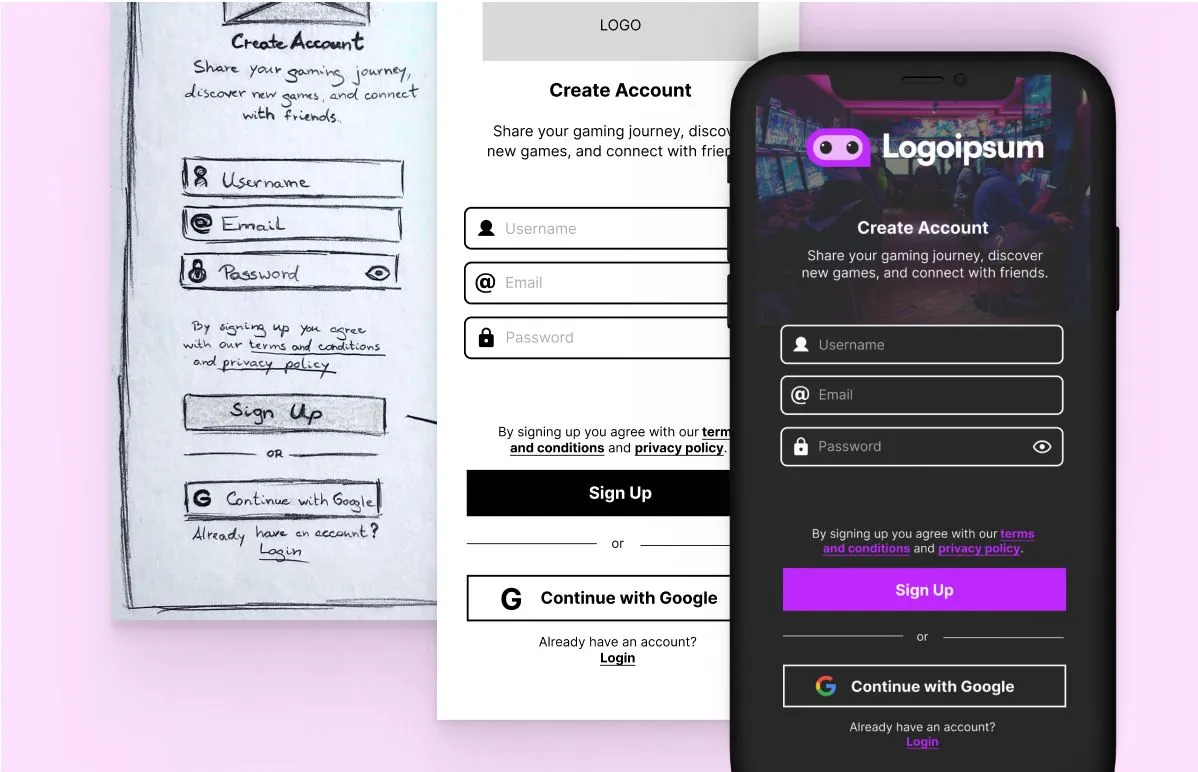 Create Account
Share your gaming journey,
discover new games, and connect
with friends.
Username
@ Email
Password
By signing up you agree
with our terms and conditions
and privacy policy
Sign Up
OR
G Continue with Google
Already have an account?
Login
LOGO
Create Account
Share your gaming journey, discov
new games, and connect with frien
Username
@ Email
Password
By signing up you agree with our term
and conditions and privacy policy.
Sign Up
or
G Continue with Google
Already have an account?
Login
Logoipsum
Create Account
Share your gaming journey, discover
new games, and connect with friends.
Username
@ Email
Password
By signing up you agree with our terms
and conditions and privacy policy.
Sign Up
or
G Continue with Google
Already have an account?
Login